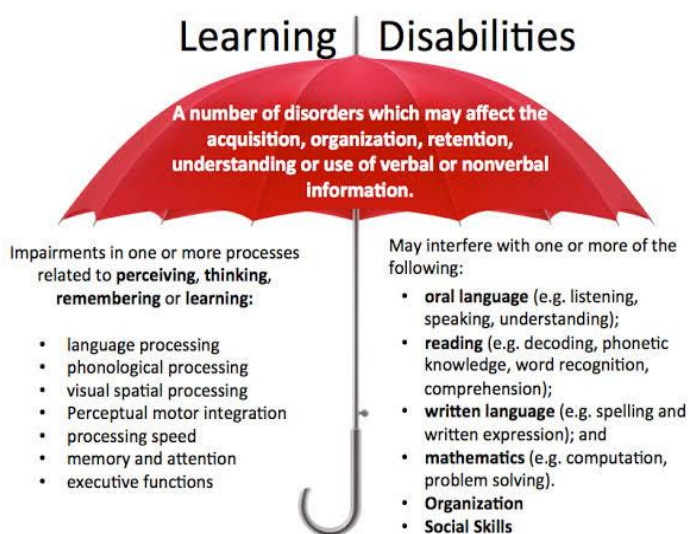 Learning Disabilities
A number of disorders which may affect the
acquisition, organization, retention,
understanding or use of verbal or nonverbal
information.
Impairments in one or more processes
related to perceiving, thinking,
remembering or learning:
• language processing
• phonological processing
• visual spatial processing
• Perceptual motor integration
• processing speed
• memory and attention
• executive functions
May interfere with one or more of the
following:
• oral language (e.g. listening,
speaking, understanding);
• reading (e.g. decoding, phonetic
knowledge, word recognition,
comprehension);
• written language (e.g. spelling and
written expression); and
• mathematics (e.g. computation,
problem solving).
• Organization
• Social Skills